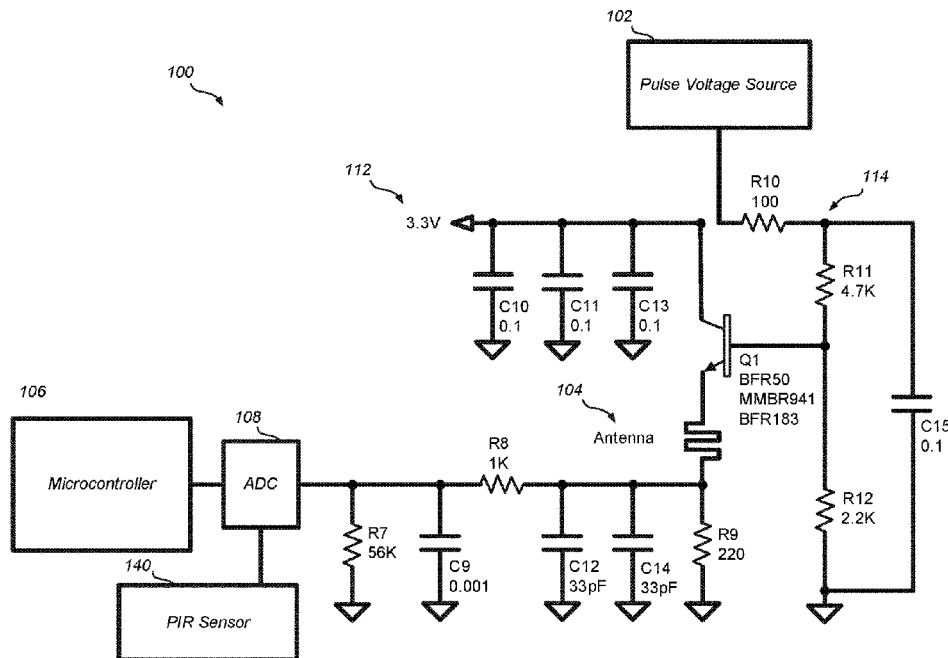 102
Pulse Voltage Source
100
112
3.3V
R10
100
114
C10
0.1
C11
0.1
C13
0.1
R11
4.7K
Q1
BFR50
MMBR941
BFR183
C15
0.1
104
Antenna
106
Microcontroller
108
ADC
R8
1K
R7
56K
C9
0.001
C12
33pF
C14
33pF
R9
220
R12
2.2K
140
PIR Sensor